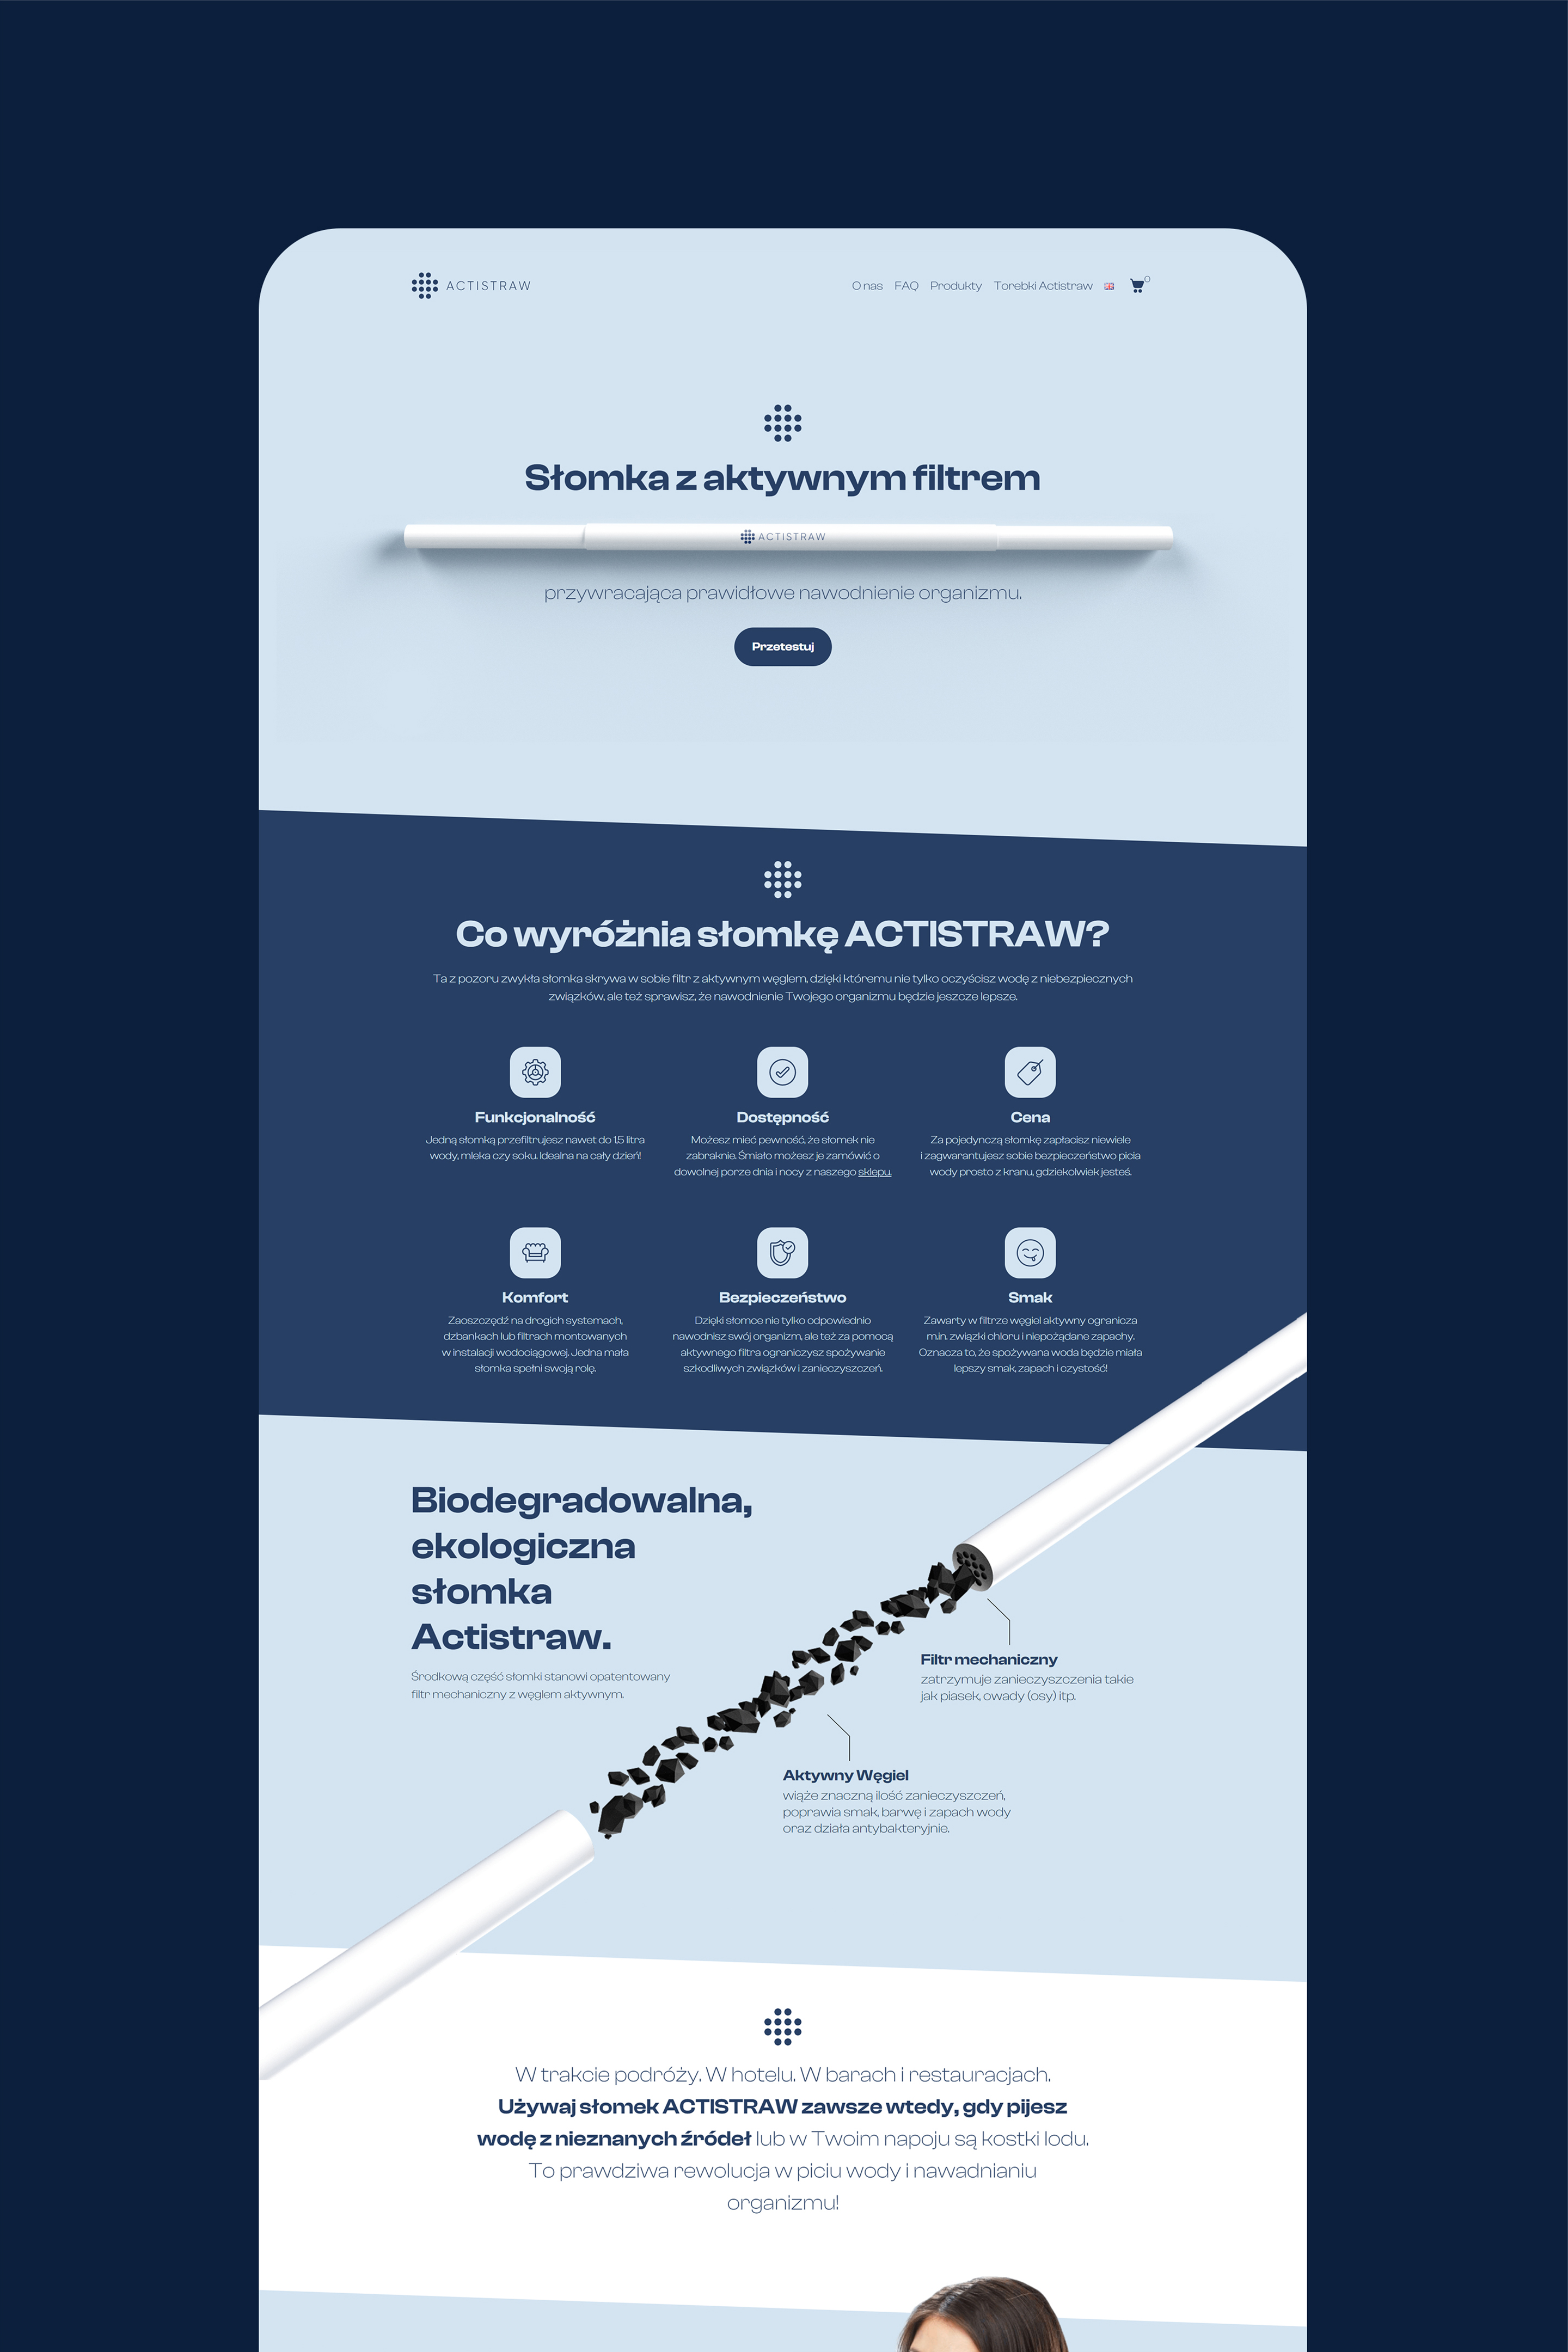 ACTISTRAW
O nas FAQ Produkty Torebki Actistraw 0
Słomka z aktywnym filtrem
ACTISTRAW
przywracająca prawidłowe nawodnienie organizmu.
Przetestuj
Co wyróżnia słomkę ACTISTRAW?
Ta z pozoru zwykła słomka skrywa w sobie filtr z aktywnym węglem, dzięki któremu nie tylko oczyścisz wodę z niebezpiecznych
związków, ale też sprawisz, że nawodnienie Twojego organizmu będzie jeszcze lepsze.
Funkcjonalność
Jedną słomką przefiltrujesz nawet do 1,5 litra
wody, mleka czy soku. Idealna na cały dzień!
Dostępność
Możesz mieć pewność, że słomek nie
zabraknie. Śmiało możesz je zamówić o
dowolnej porze dnia i nocy z naszego sklepu.
Cena
Za pojedynczą słomkę zapłacisz niewiele
i zagwarantujesz sobie bezpieczeństwo picia
wody prosto z kranu, gdziekolwiek jesteś.
Komfort
Zaoszczędź na drogich systemach,
dzbankach lub filtrach montowanych
w instalacji wodociągowej. Jedna mała
słomka spełni swoją rolę.
Bezpieczeństwo
Dzięki słomce nie tylko odpowiednio
nawodnisz swój organizm, ale też za pomocą
aktywnego filtra ograniczysz spożywanie
szkodliwych związków i zanieczyszczeń.
Smak
Zawarty w filtrze węgiel aktywny ogranicza
m.in. związki chloru i niepożądane zapachy.
Oznacza to, że spożywana woda będzie miała
lepszy smak, zapach i czystość!
Biodegradowalna,
ekologiczna
słomka
Actistraw.
Środkową część słomki stanowi opatentowany
filtr mechaniczny z węglem aktywnym.
Filtr mechaniczny
zatrzymuje zanieczyszczenia takie
jak piasek, owady (osy) itp.
Aktywny Węgiel
wiąże znaczną ilość zanieczyszczeń,
poprawia smak, barwę i zapach wody
oraz działa antybakteryjnie.
W trakcie podróży. W hotelu. W barach i restauracjach.
Używaj słomek ACTISTRAW zawsze wtedy, gdy pijesz
wodę z nieznanych źródeł lub w Twoim napoju są kostki lodu.
To prawdziwa rewolucja w piciu wody i nawadnianiu
organizmu!